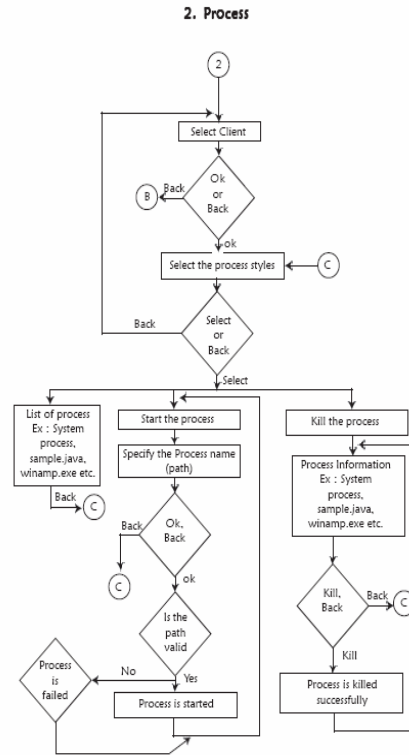 2. Process
2
Select Client
Ok
or
Back
Back
B
ok
Select the process styles
C
Select
or
Back
Back
Select
List of process
Ex : System
process,
sample.java,
winamp.exe etc.
Back
C
Start the process
Specify the Process name
(path)
Ok,
Back
Back
C
ok
Is the
path
valid
No
Yes
Process
is
failed
Process is started
Kill the process
Process Information
Ex : System
process,
sample.java,
winamp.exe etc.
Kill,
Back
Back
C
Kill
Process is killed
successfully